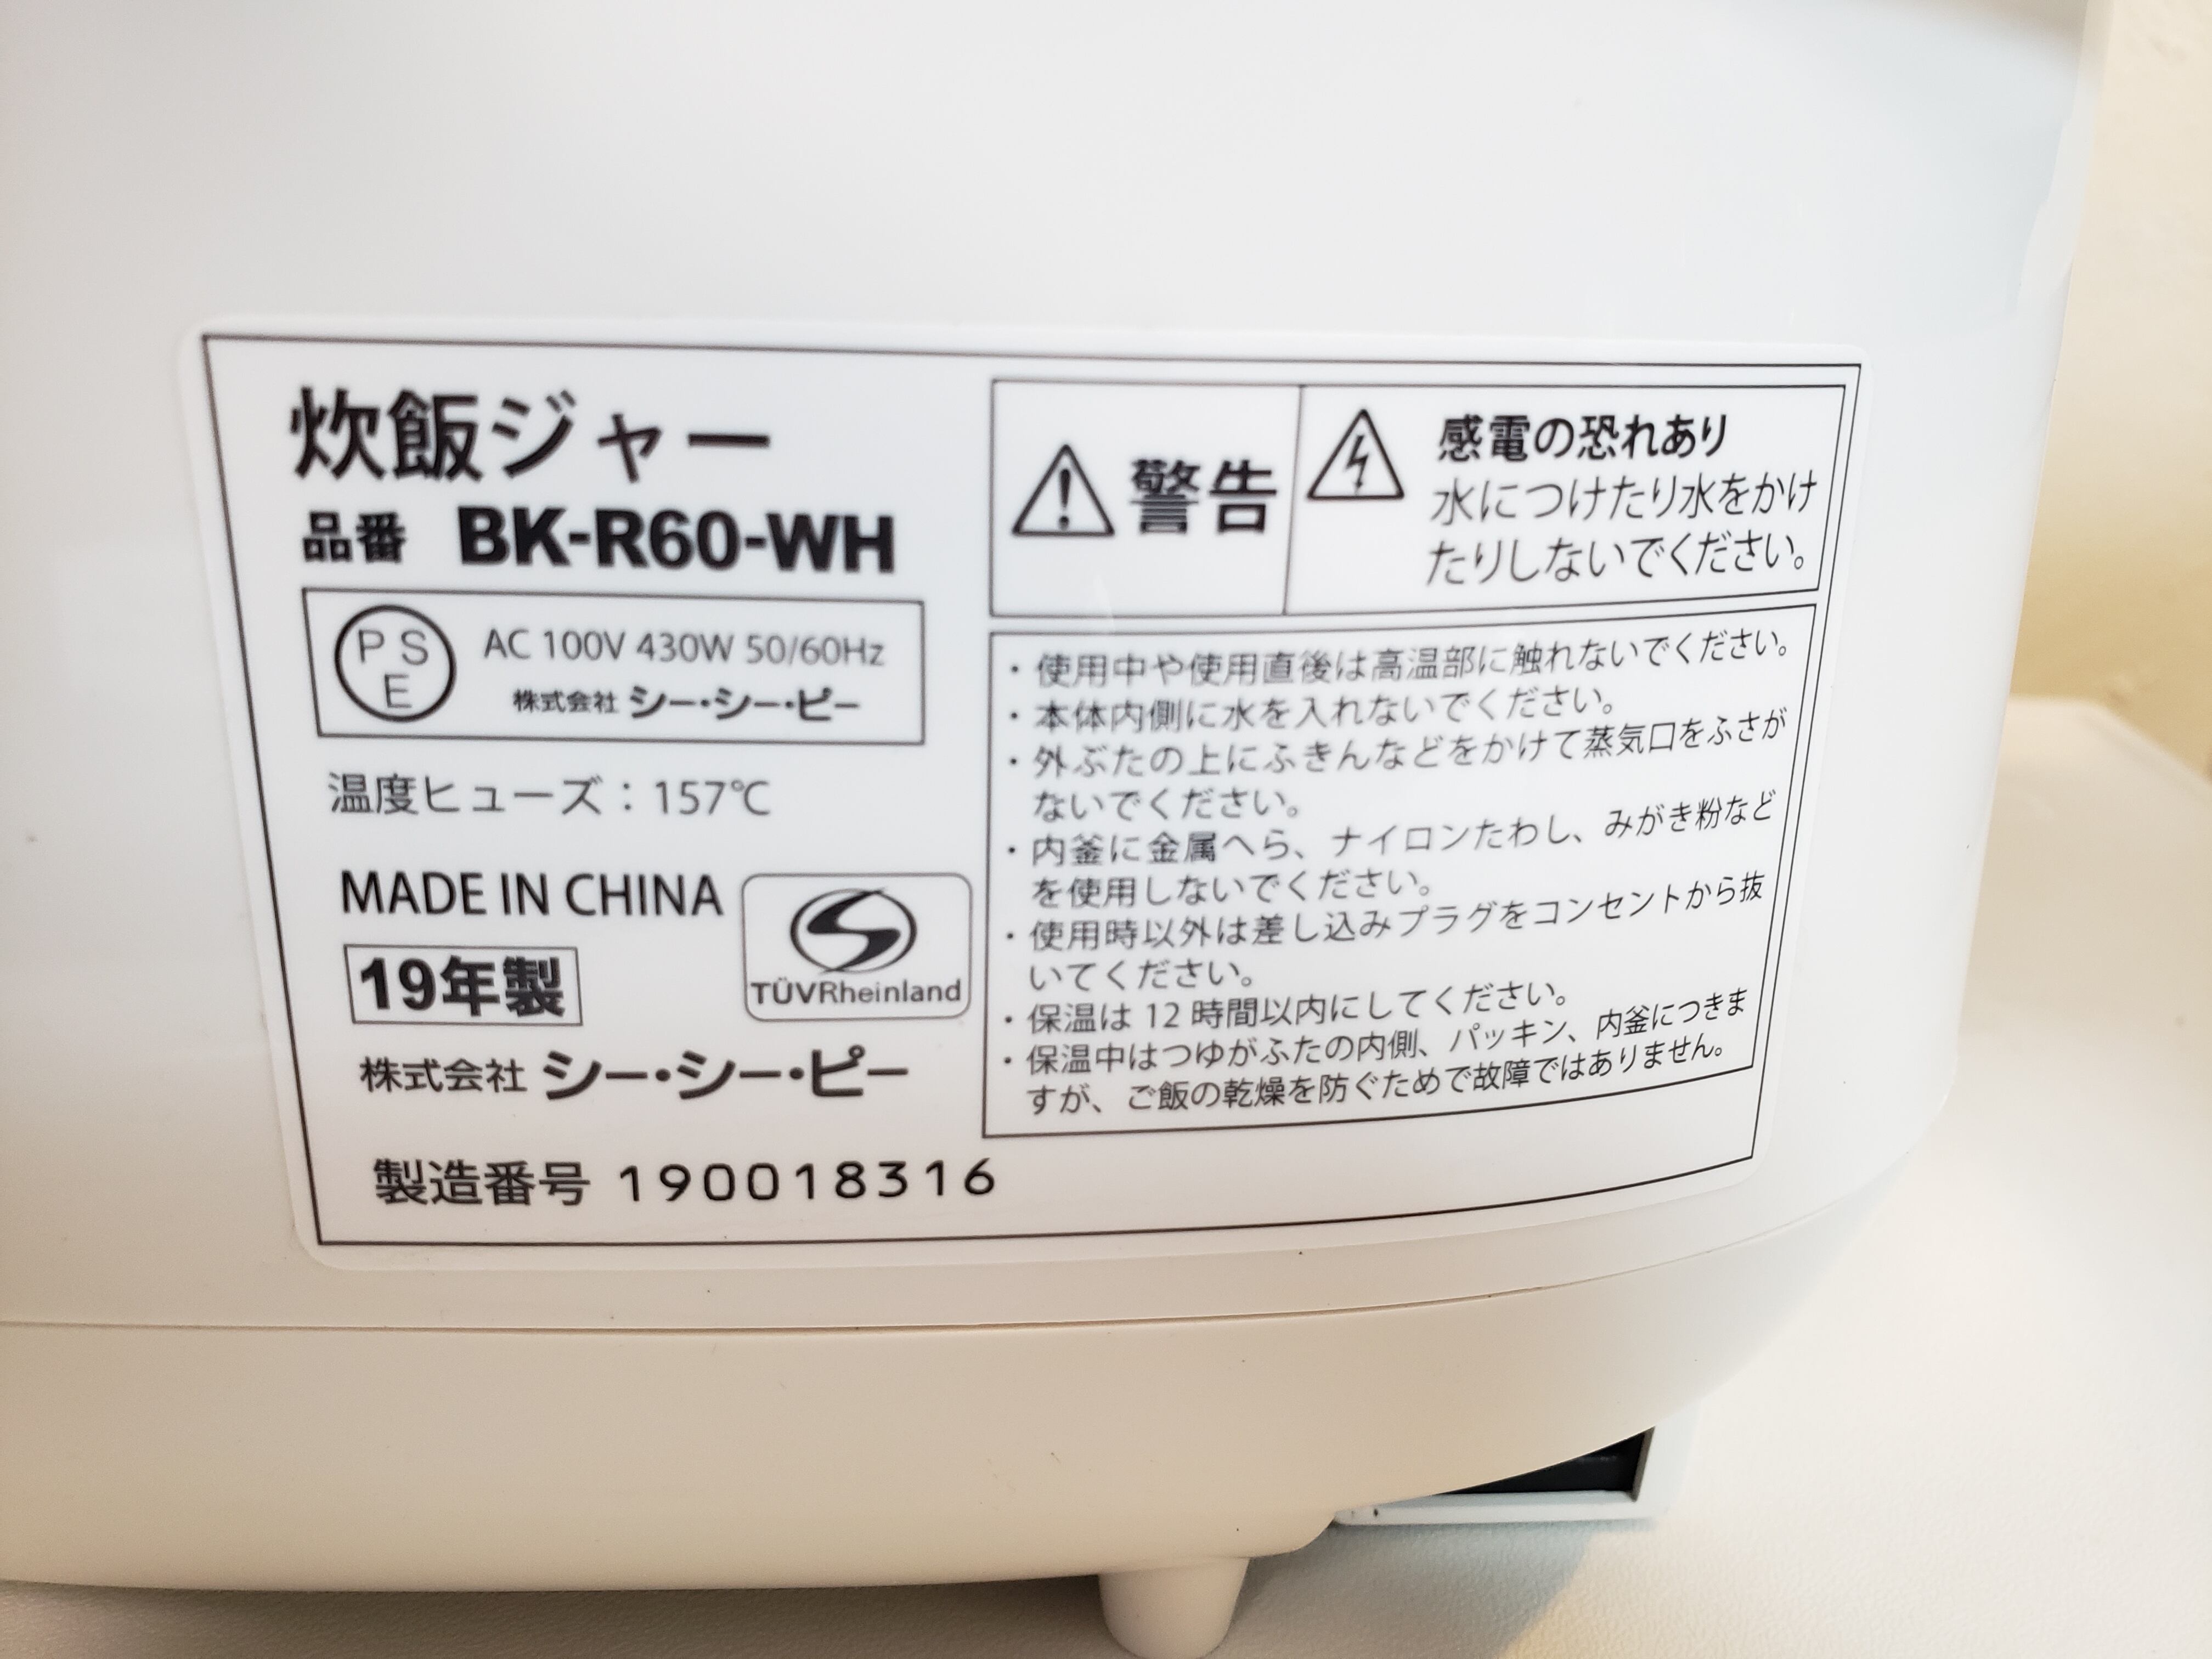 炊飯ジャー
品番 BK-R60-WH
PSE
AC 100V 430W 50/60Hz
株式会社 シー・シー・ピー
温度ヒューズ：157℃
MADE IN CHINA
TÜVRheinland
19年製
株式会社 シー・シー・ピー
製造番号 190018316
警告
感電の恐れあり
水につけたり水をかけ
たりしないでください。
・使用中や使用直後は高温部に触れないでください。
・本体内側に水を入れないでください。
・外ぶたの上にふきんなどをかけて蒸気口をふさが
ないでください。
・内釜に金属へら、ナイロンたわし、みがき粉など
を使用しないでください。
・使用時以外は差し込みプラグをコンセントから抜
いてください。
・保温は 12 時間以内にしてください。
・保温中はつゆがふたの内側、パッキン、内釜につきま
すが、ご飯の乾燥を防ぐためで故障ではありません。